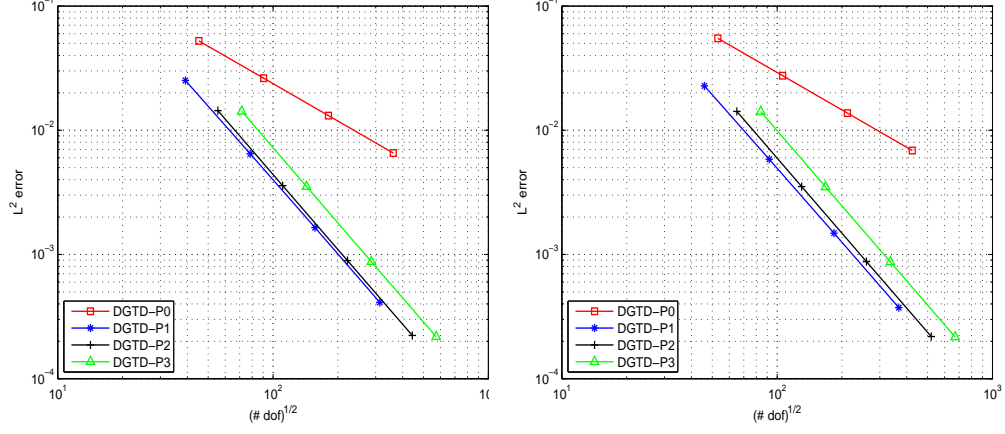 10^-1
10^-2
10^-3
10^-4
L^2 error
10^1
10^2
(# dof)^1/2
DGTD-P0
DGTD-P1
DGTD-P2
DGTD-P3
10^-1
10^-2
10^-3
10^-4
L^2 error
10^1
10^2
10^3
(# dof)^1/2
DGTD-P0
DGTD-P1
DGTD-P2
DGTD-P3